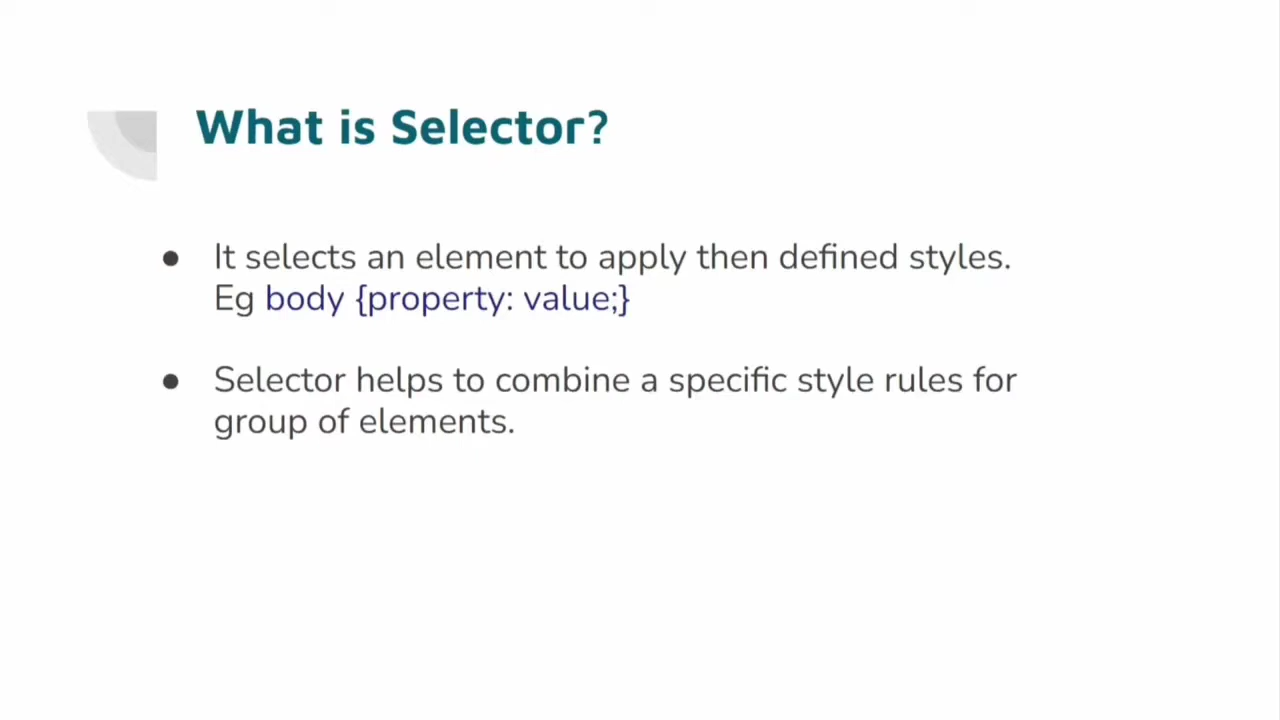 What is Selector?
● It selects an element to apply then defined styles.
Eg body {property: value;}
● Selector helps to combine a specific style rules for
group of elements.